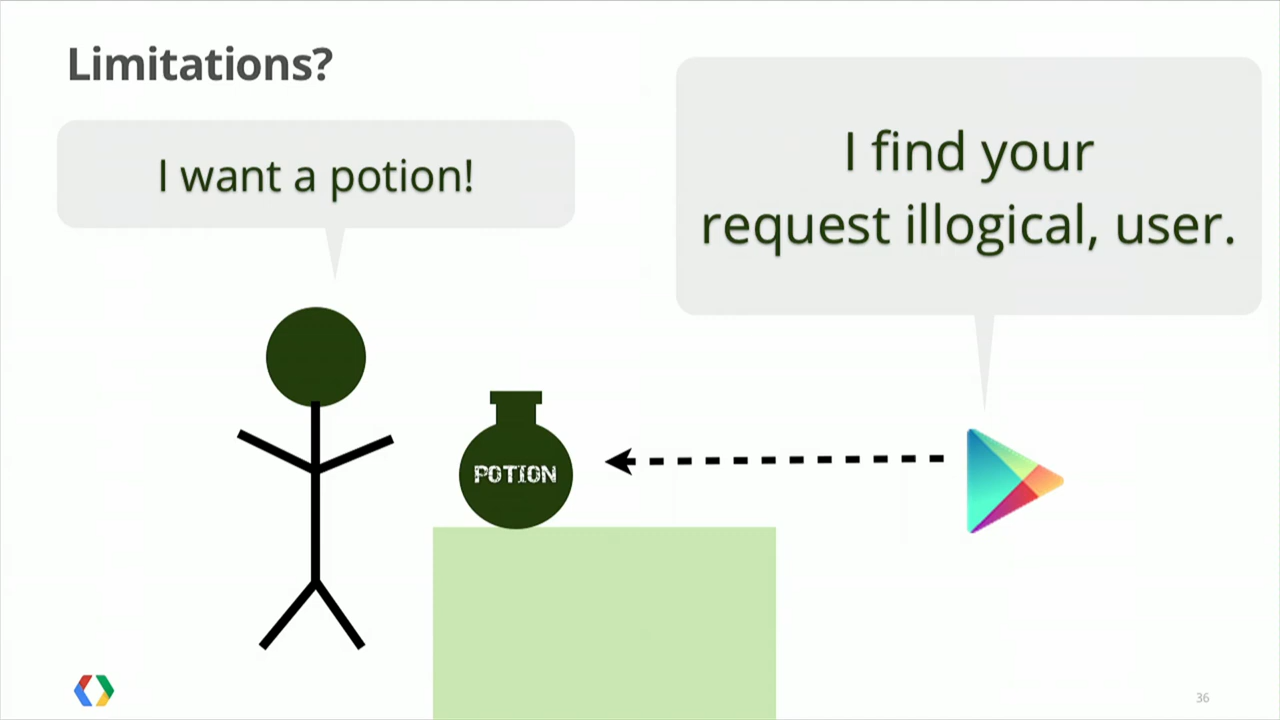 Limitations?
I want a potion!
I find your
request illogical, user.
POTION
36